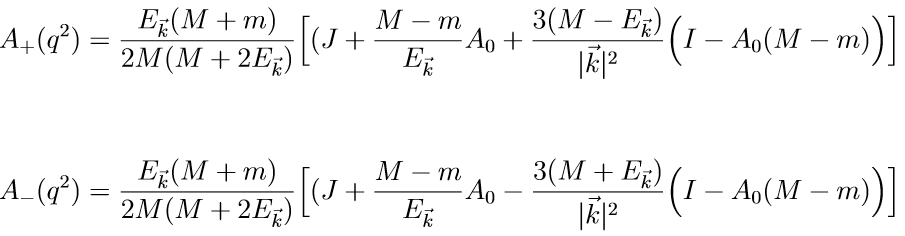 A_+(q^2) = \frac{E_{\vec{k}}(M + m)}{2M(M + 2E_{\vec{k}})} \Big[ (J + \frac{M - m}{E_{\vec{k}}} A_0 + \frac{3(M - E_{\vec{k}})}{|\vec{k}|^2} \Big( I - A_0(M - m) \Big) \Big]
A_-(q^2) = \frac{E_{\vec{k}}(M + m)}{2M(M + 2E_{\vec{k}})} \Big[ (J + \frac{M - m}{E_{\vec{k}}} A_0 - \frac{3(M + E_{\vec{k}})}{|\vec{k}|^2} \Big( I - A_0(M - m) \Big) \Big]